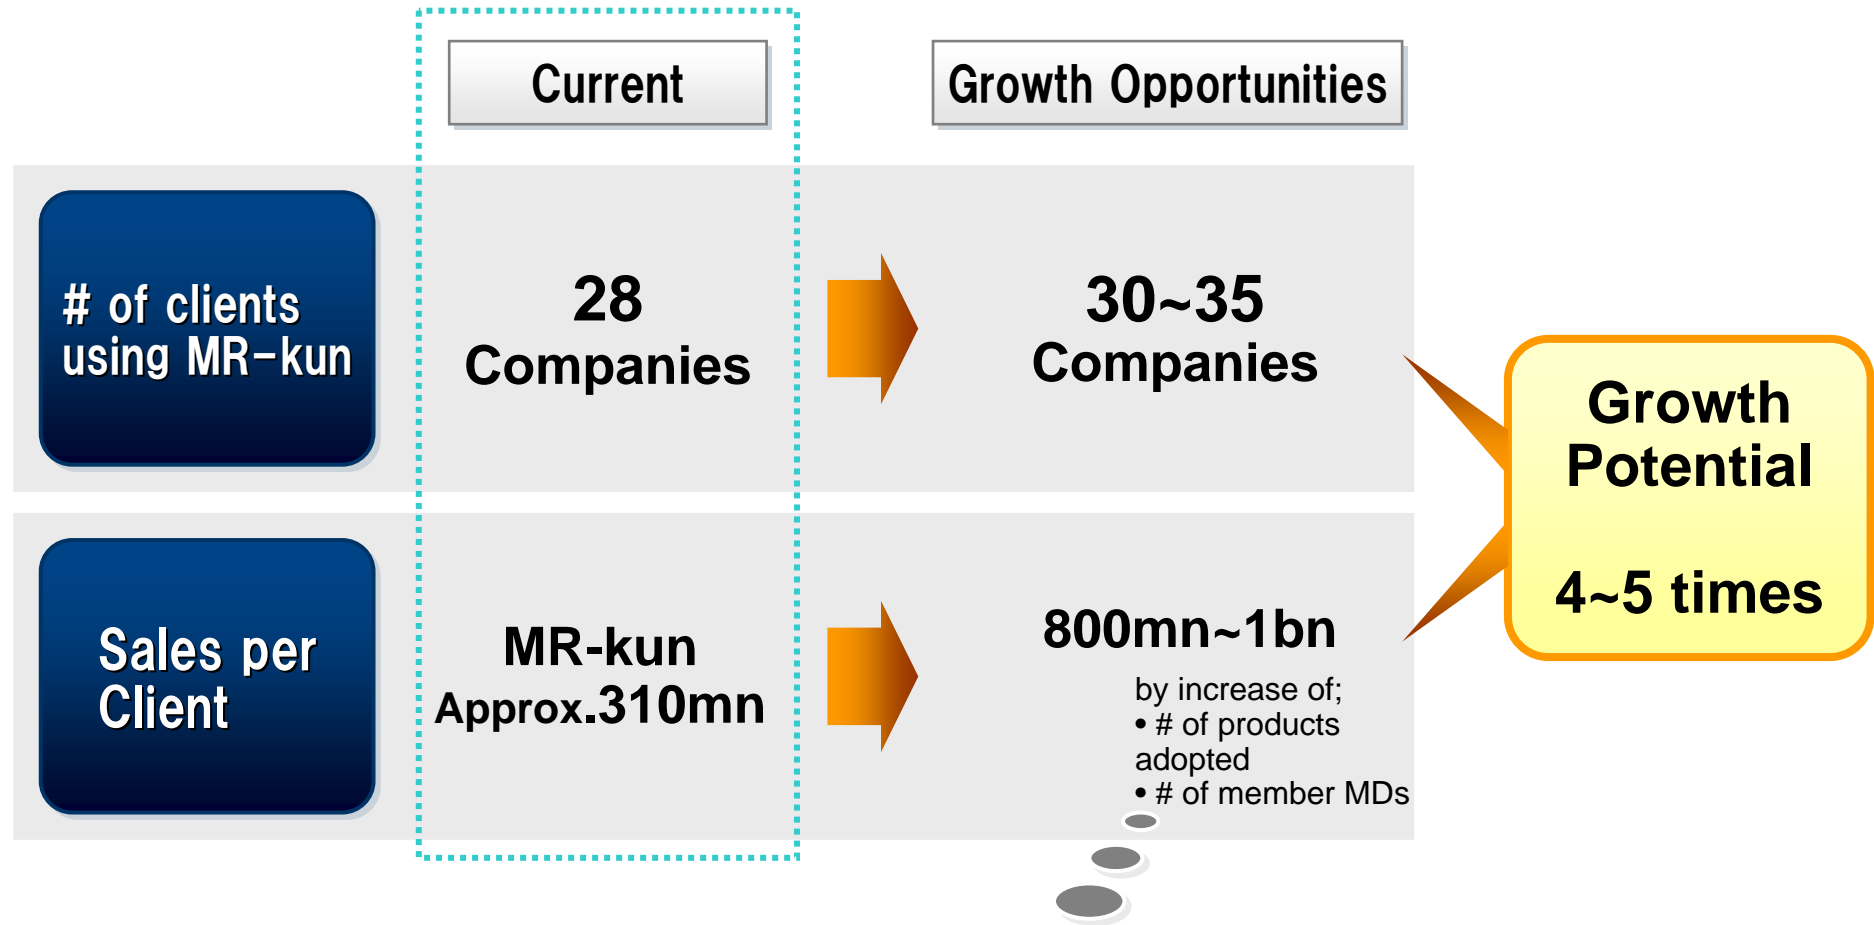 Current
Growth Opportunities
# of clients
using MR-kun
28
Companies
30~35
Companies
Growth
Potential
4~5 times
Sales per
Client
MR-kun
Approx.310mn
800mn~1bn
by increase of;
• # of products
adopted
• # of member MDs